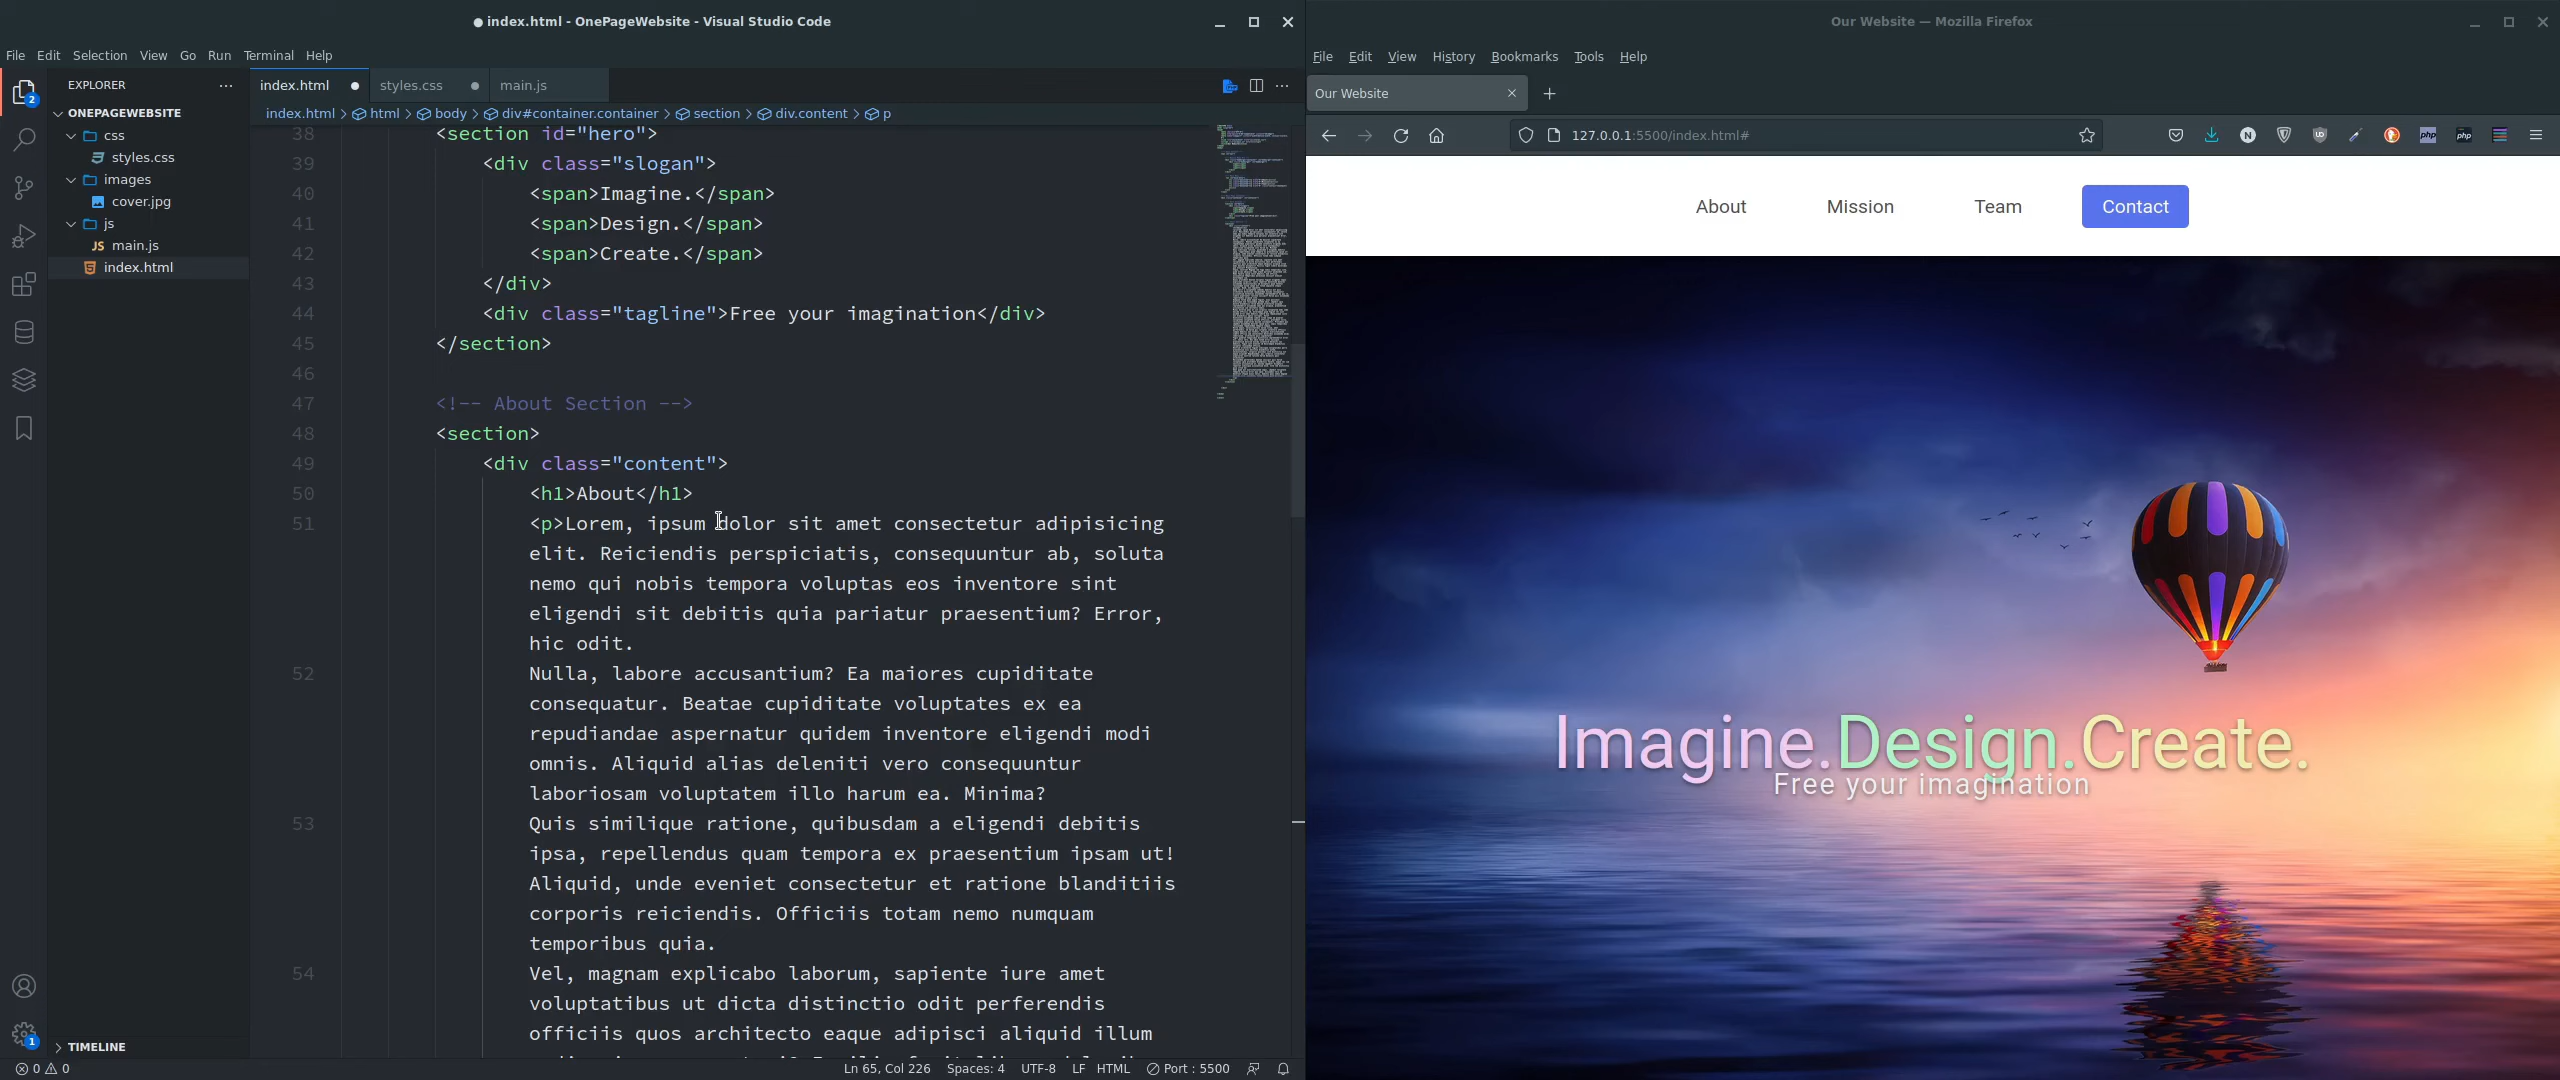 index.html - OnePageWebsite - Visual Studio Code
File Edit Selection View Go Run Terminal Help
EXPLORER
ONEPAGEWEBSITE
css
styles.css
images
cover.jpg
js
JS main.js
index.html
TIMELINE
2
1
index.html styles.css main.js
index.html > html > body > div#container.container > section > div.content > p
38 <section id="hero">
39 <div class="slogan">
40 <span>Imagine.</span>
41 <span>Design.</span>
42 <span>Create.</span>
43 </div>
44 <div class="tagline">Free your imagination</div>
45 </section>
46
47 <!-- About Section -->
48 <section>
49 <div class="content">
50 <h1>About</h1>
51 <p>Lorem, ipsum dolor sit amet consectetur adipisicing
elit. Reiciendis perspiciatis, consequuntur ab, soluta
nemo qui nobis tempora voluptas eos inventore sint
eligendi sit debitis quia pariatur praesentium? Error,
hic odit.
52 Nulla, labore accusantium? Ea maiores cupiditate
consequatur. Beatae cupiditate voluptates ex ea
repudiandae aspernatur quidem inventore eligendi modi
omnis. Aliquid alias deleniti vero consequuntur
laboriosam voluptatem illo harum ea. Minima?
53 Quis similique ratione, quibusdam a eligendi debitis
ipsa, repellendus quam tempora ex praesentium ipsam ut!
Aliquid, unde eveniet consectetur et ratione blanditiis
corporis reiciendis. Officiis totam nemo numquam
temporibus quia.
54 Vel, magnam explicabo laborum, sapiente iure amet
voluptatibus ut dicta distinctio odit perferendis
officiis quos architecto eaque adipisci aliquid illum
0 0 Ln 65, Col 226 Spaces: 4 UTF-8 LF HTML Port : 5500
Our Website — Mozilla Firefox
File Edit View History Bookmarks Tools Help
Our Website
127.0.0.1:5500/index.html#
N UD php php
About Mission Team Contact
Imagine.Design.Create.
Free your imagination